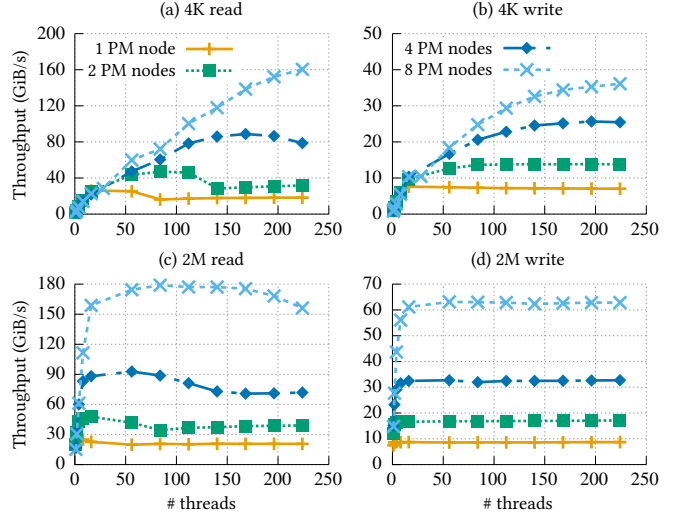 (a) 4K read
(b) 4K write
Throughput (GiB/s)
200
160
120
80
40
0
0 50 100 150 200 250
1 PM node
2 PM nodes
50
40
30
20
10
0
0 50 100 150 200 250
4 PM nodes
8 PM nodes
(c) 2M read
(d) 2M write
Throughput (GiB/s)
180
150
120
90
60
30
0
0 50 100 150 200 250
# threads
70
60
50
40
30
20
10
0
0 50 100 150 200 250
# threads